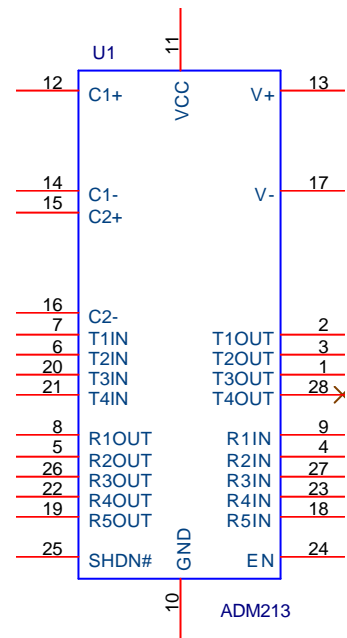 U1
11
VCC
12 C1+ V+ 13
14 C1- V- 17
15 C2+
16 C2-
7 T1IN T1OUT 2
6 T2IN T2OUT 3
20 T3IN T3OUT 1
21 T4IN T4OUT 28
8 R1OUT R1IN 9
5 R2OUT R2IN 4
26 R3OUT R3IN 27
22 R4OUT R4IN 23
19 R5OUT R5IN 18
25 SHDN# EN 24
GND
10
ADM213